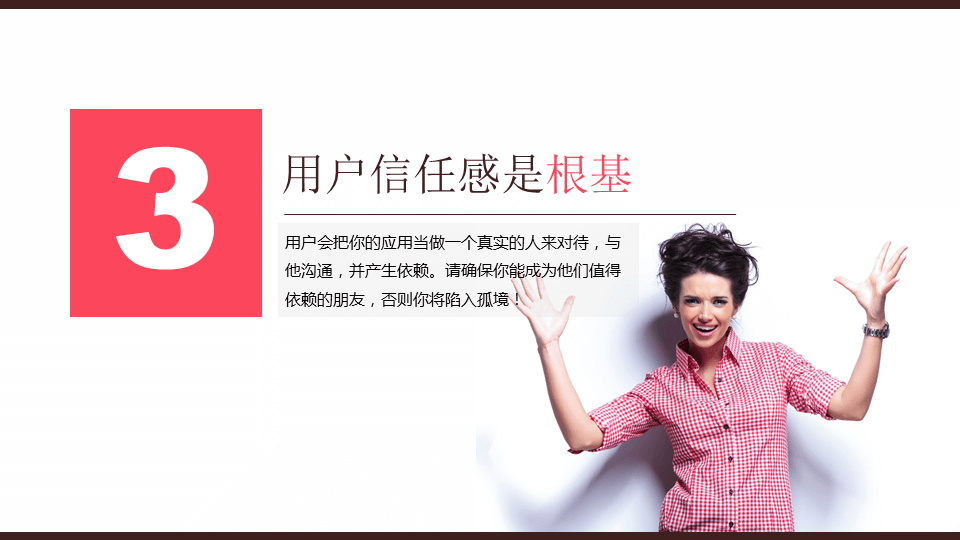 3
用户信任感是根基
用户会把你的应用当做一个真实的人来对待，与
他沟通，并产生依赖。请确保你能成为他们值得
依赖的朋友，否则你将陷入孤境！